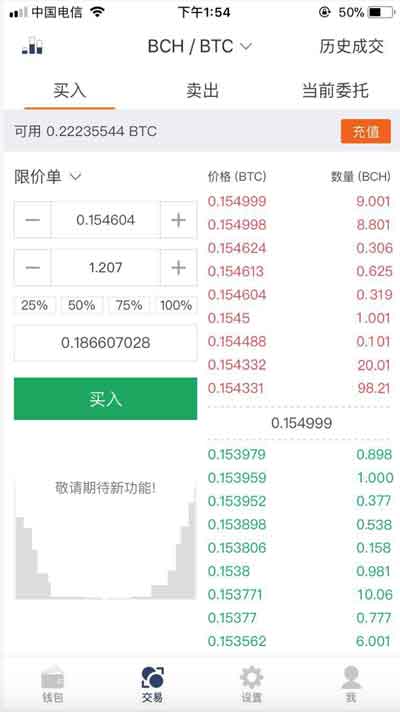 中国电信 下午1:54 50%
BCH / BTC 历史成交
买入 卖出 当前委托
可用 0.22235544 BTC 充值
限价单 价格 (BTC) 数量 (BCH)
0.154999 9.001
0.154998 8.801
0.154624 0.306
0.154613 0.625
0.154604 0.319
0.1545 1.001
0.154488 0.101
0.154332 20.01
0.154331 98.21
— 0.154604 +
— 1.207 +
25% 50% 75% 100%
0.186607028
买入
0.154999
敬请期待新功能!
0.153979 0.898
0.153959 1.000
0.153952 0.377
0.153898 0.538
0.153806 0.158
0.1538 0.981
0.153771 10.06
0.15377 0.777
0.153562 6.001
钱包 交易 设置 我